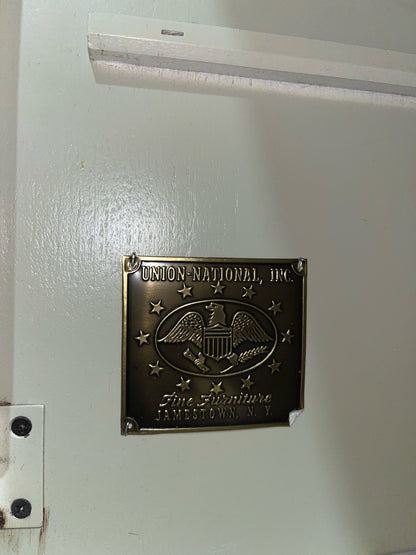 UNION-NATIONAL, INC.
Fine Furniture
JAMESTOWN, N. Y.